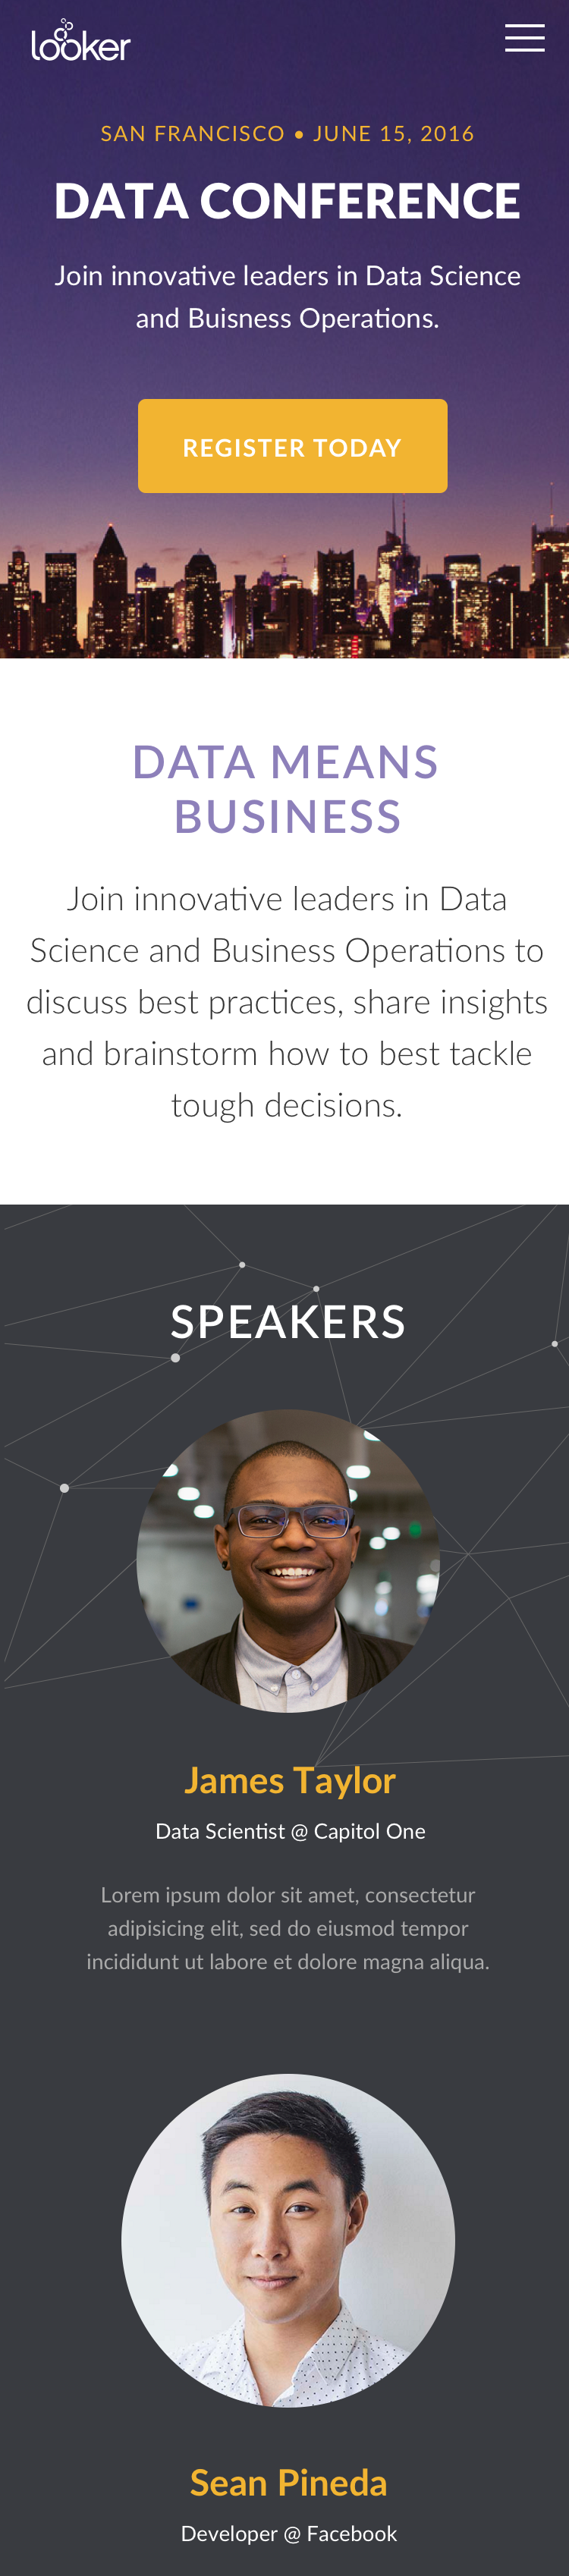 looker
SAN FRANCISCO • JUNE 15, 2016
DATA CONFERENCE
Join innovative leaders in Data Science
and Buisness Operations.
REGISTER TODAY
DATA MEANS
BUSINESS
Join innovative leaders in Data
Science and Business Operations to
discuss best practices, share insights
and brainstorm how to best tackle
tough decisions.
SPEAKERS
James Taylor
Data Scientist @ Capitol One
Lorem ipsum dolor sit amet, consectetur
adipisicing elit, sed do eiusmod tempor
incididunt ut labore et dolore magna aliqua.
Sean Pineda
Developer @ Facebook